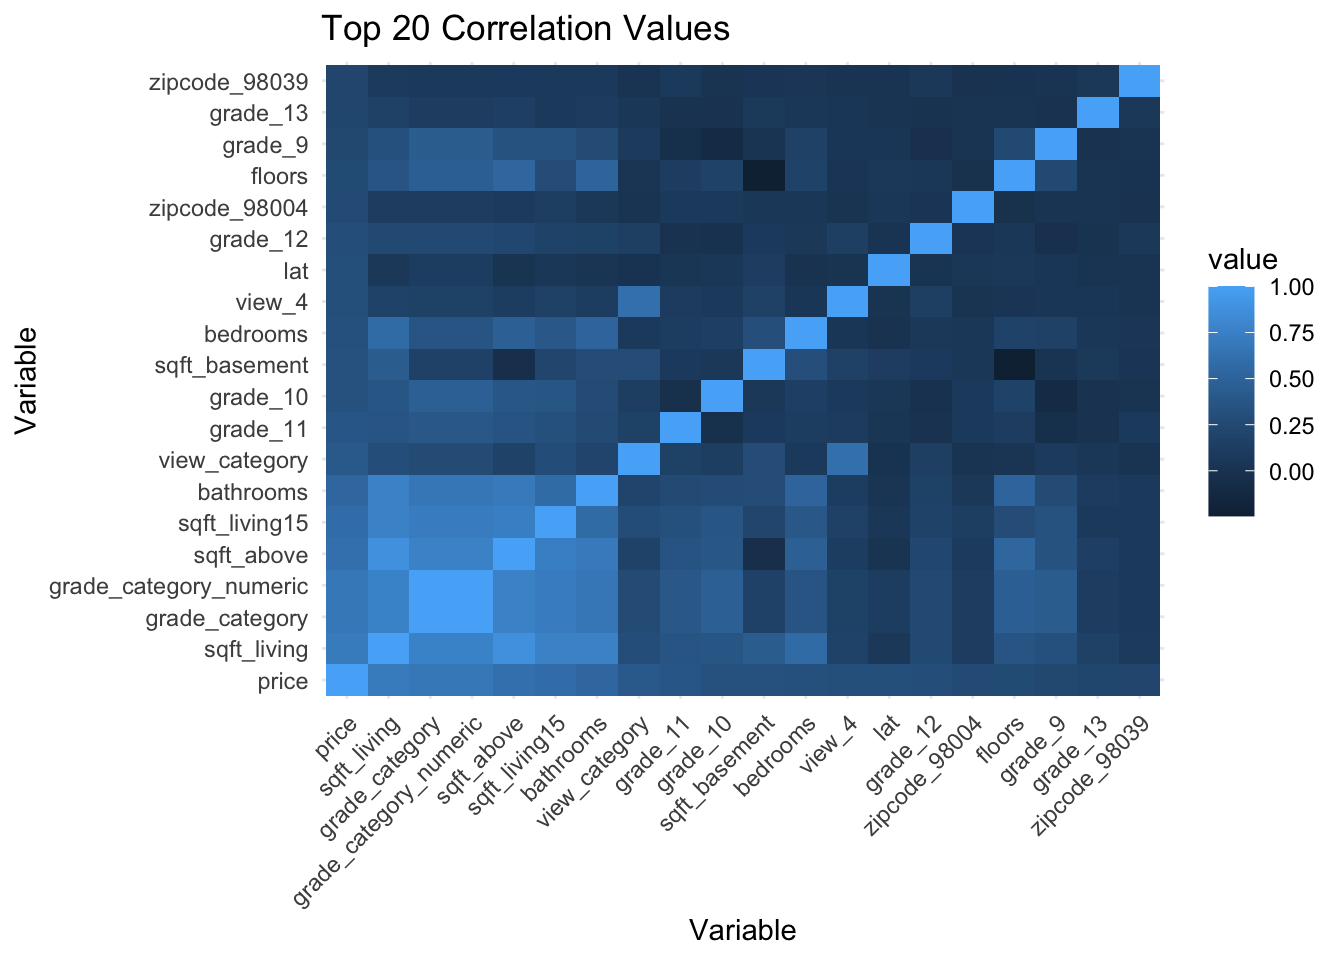 Top 20 Correlation Values
zipcode_98039
grade_13
grade_9
floors
zipcode_98004
grade_12
lat
view_4
bedrooms
sqft_basement
grade_10
grade_11
view_category
bathrooms
sqft_living15
sqft_above
grade_category_numeric
grade_category
sqft_living
price
Variable
price
sqft_living
grade_category
grade_category_numeric
sqft_above
sqft_living15
bathrooms
view_category
grade_11
grade_10
sqft_basement
bedrooms
view_4
lat
grade_12
zipcode_98004
floors
grade_9
grade_13
zipcode_98039
Variable
value
1.00
0.75
0.50
0.25
0.00